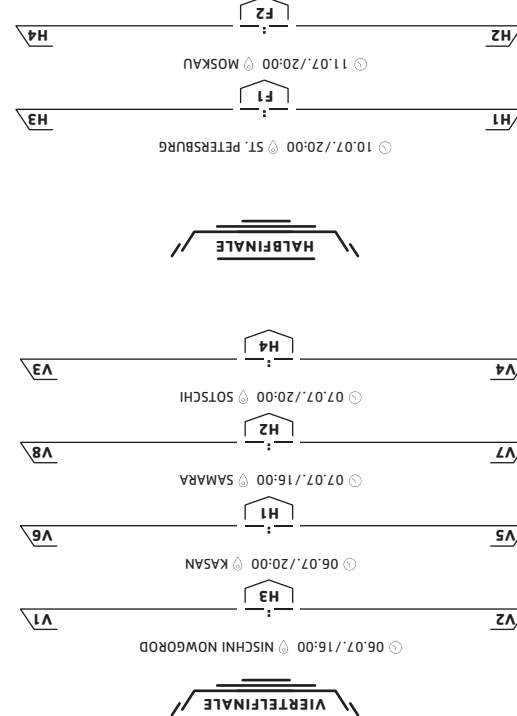 VIERTELFINALE
06.07./16:00 NISCHNI NOWGOROD
V2 : V1
H3
06.07./20:00 KASAN
V5 : V6
H1
07.07./16:00 SAMARA
V7 : V8
H2
07.07./20:00 SOTSCHI
V4 : V3
H4
HALBFINALE
10.07./20:00 ST. PETERSBURG
H1 : H3
F1
11.07./20:00 MOSKAU
H2 : H4
F2